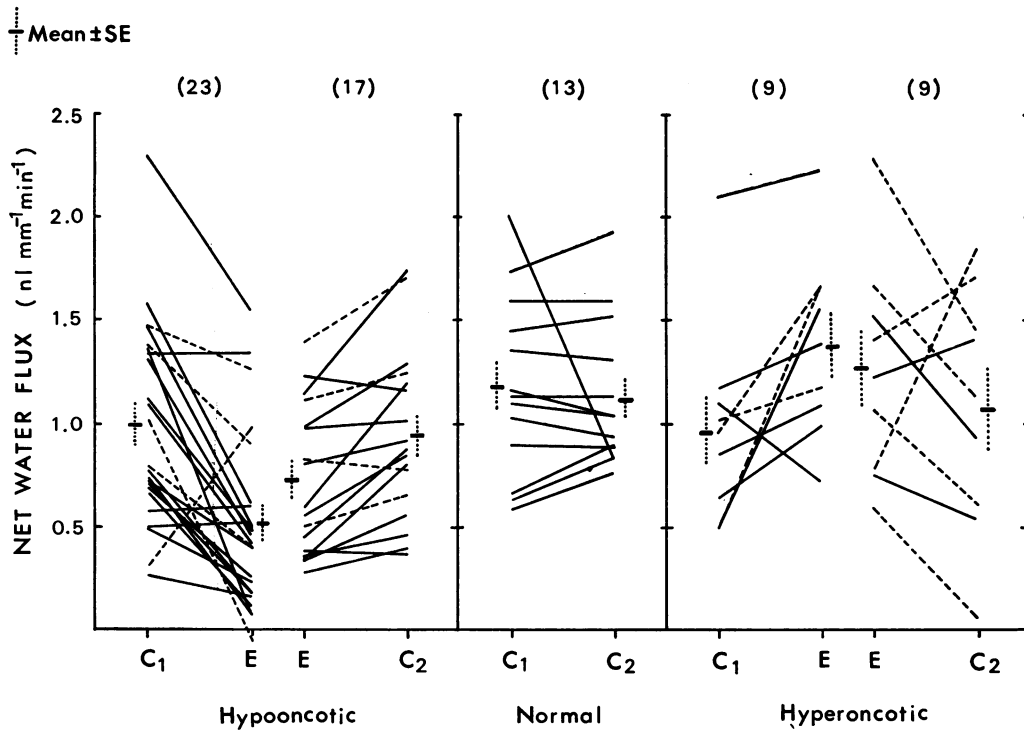 Mean ± SE
(23) (17) (13) (9) (9)
NET WATER FLUX (nl mm⁻¹min⁻¹)
2.5
2.0
1.5
1.0
0.5
C₁ E E C₂ C₁ C₂ C₁ E E C₂
Hypooncotic Normal Hyperoncotic